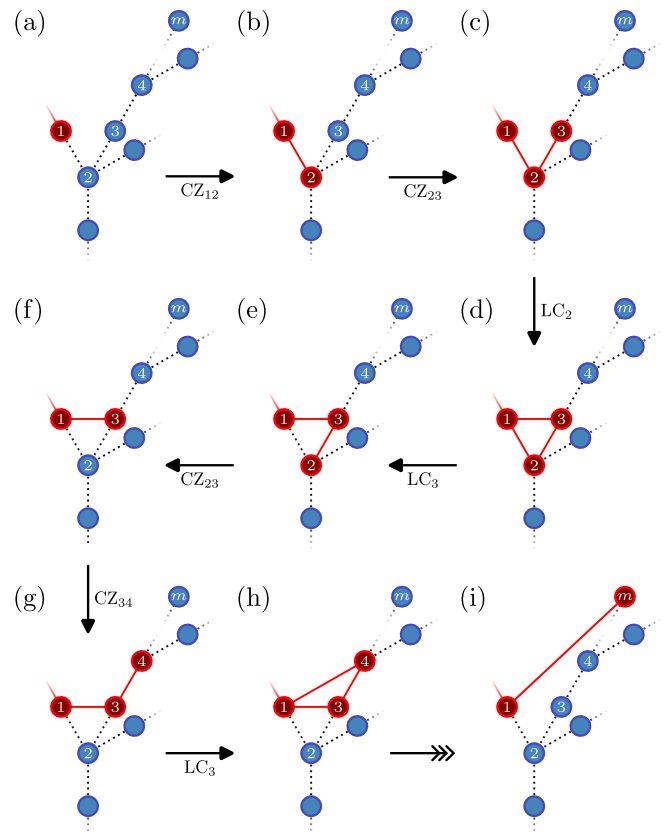 (a) (b) (c)
m m m
4 4 4
1 3 1 3 1 3
2 2 2
CZ₁₂ CZ₂₃
LC₂
(f) (e) (d)
m m m
4 4 4
1 3 1 3 1 3
2 2 2
CZ₂₃ LC₃
CZ₃₄
(g) (h) (i)
m m m
4 4 4
1 3 1 3 1 3
2 2 2
LC₃